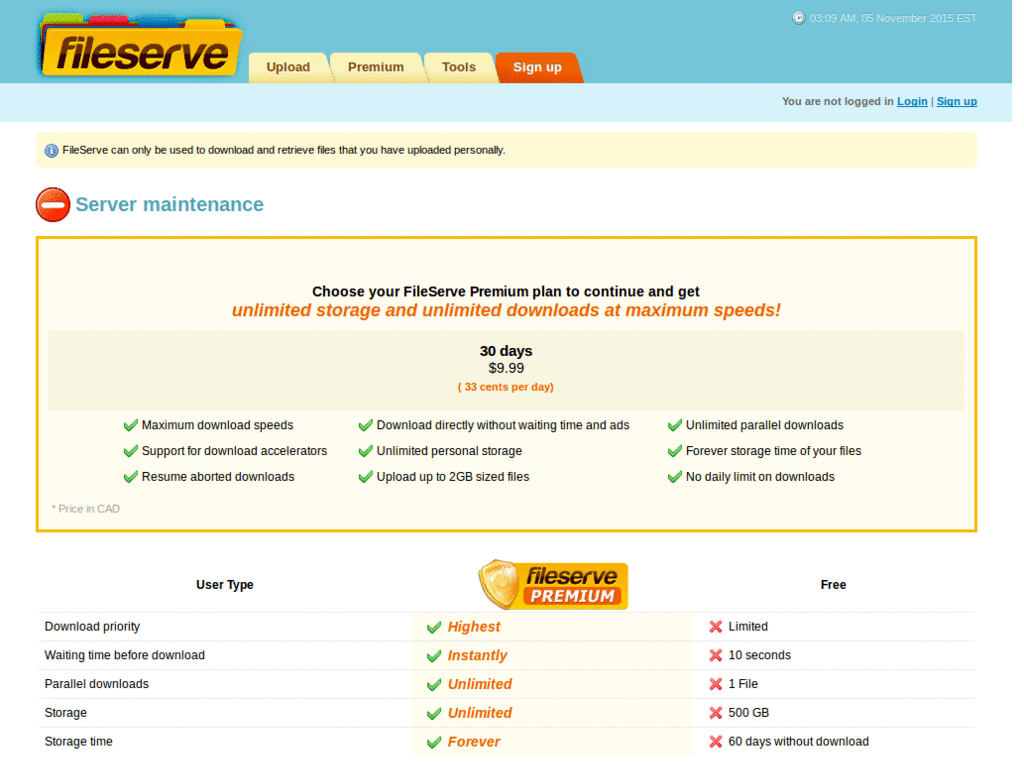 fileserve
03:09 AM, 05 November 2015 EST
Upload Premium Tools Sign up
You are not logged in Login | Sign up
FileServe can only be used to download and retrieve files that you have uploaded personally.
Server maintenance
Choose your FileServe Premium plan to continue and get
unlimited storage and unlimited downloads at maximum speeds!
30 days
$9.99
( 33 cents per day)
Maximum download speeds Download directly without waiting time and ads Unlimited parallel downloads
Support for download accelerators Unlimited personal storage Forever storage time of your files
Resume aborted downloads Upload up to 2GB sized files No daily limit on downloads
* Price in CAD
User Type fileserve PREMIUM Free
Download priority Highest Limited
Waiting time before download Instantly 10 seconds
Parallel downloads Unlimited 1 File
Storage Unlimited 500 GB
Storage time Forever 60 days without download